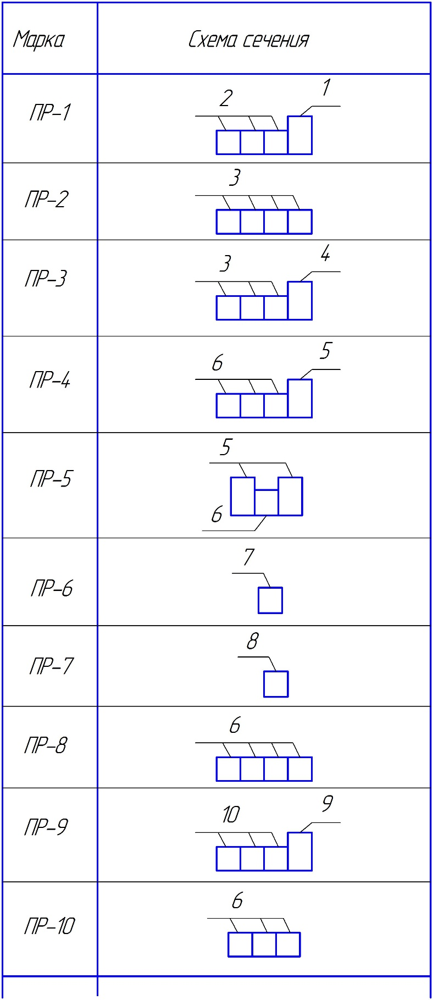 Марка Схема сечения
ПР-1 2 1
ПР-2 3
ПР-3 3 4
ПР-4 6 5
ПР-5 5
6
ПР-6 7
ПР-7 8
ПР-8 6
ПР-9 10 9
ПР-10 6